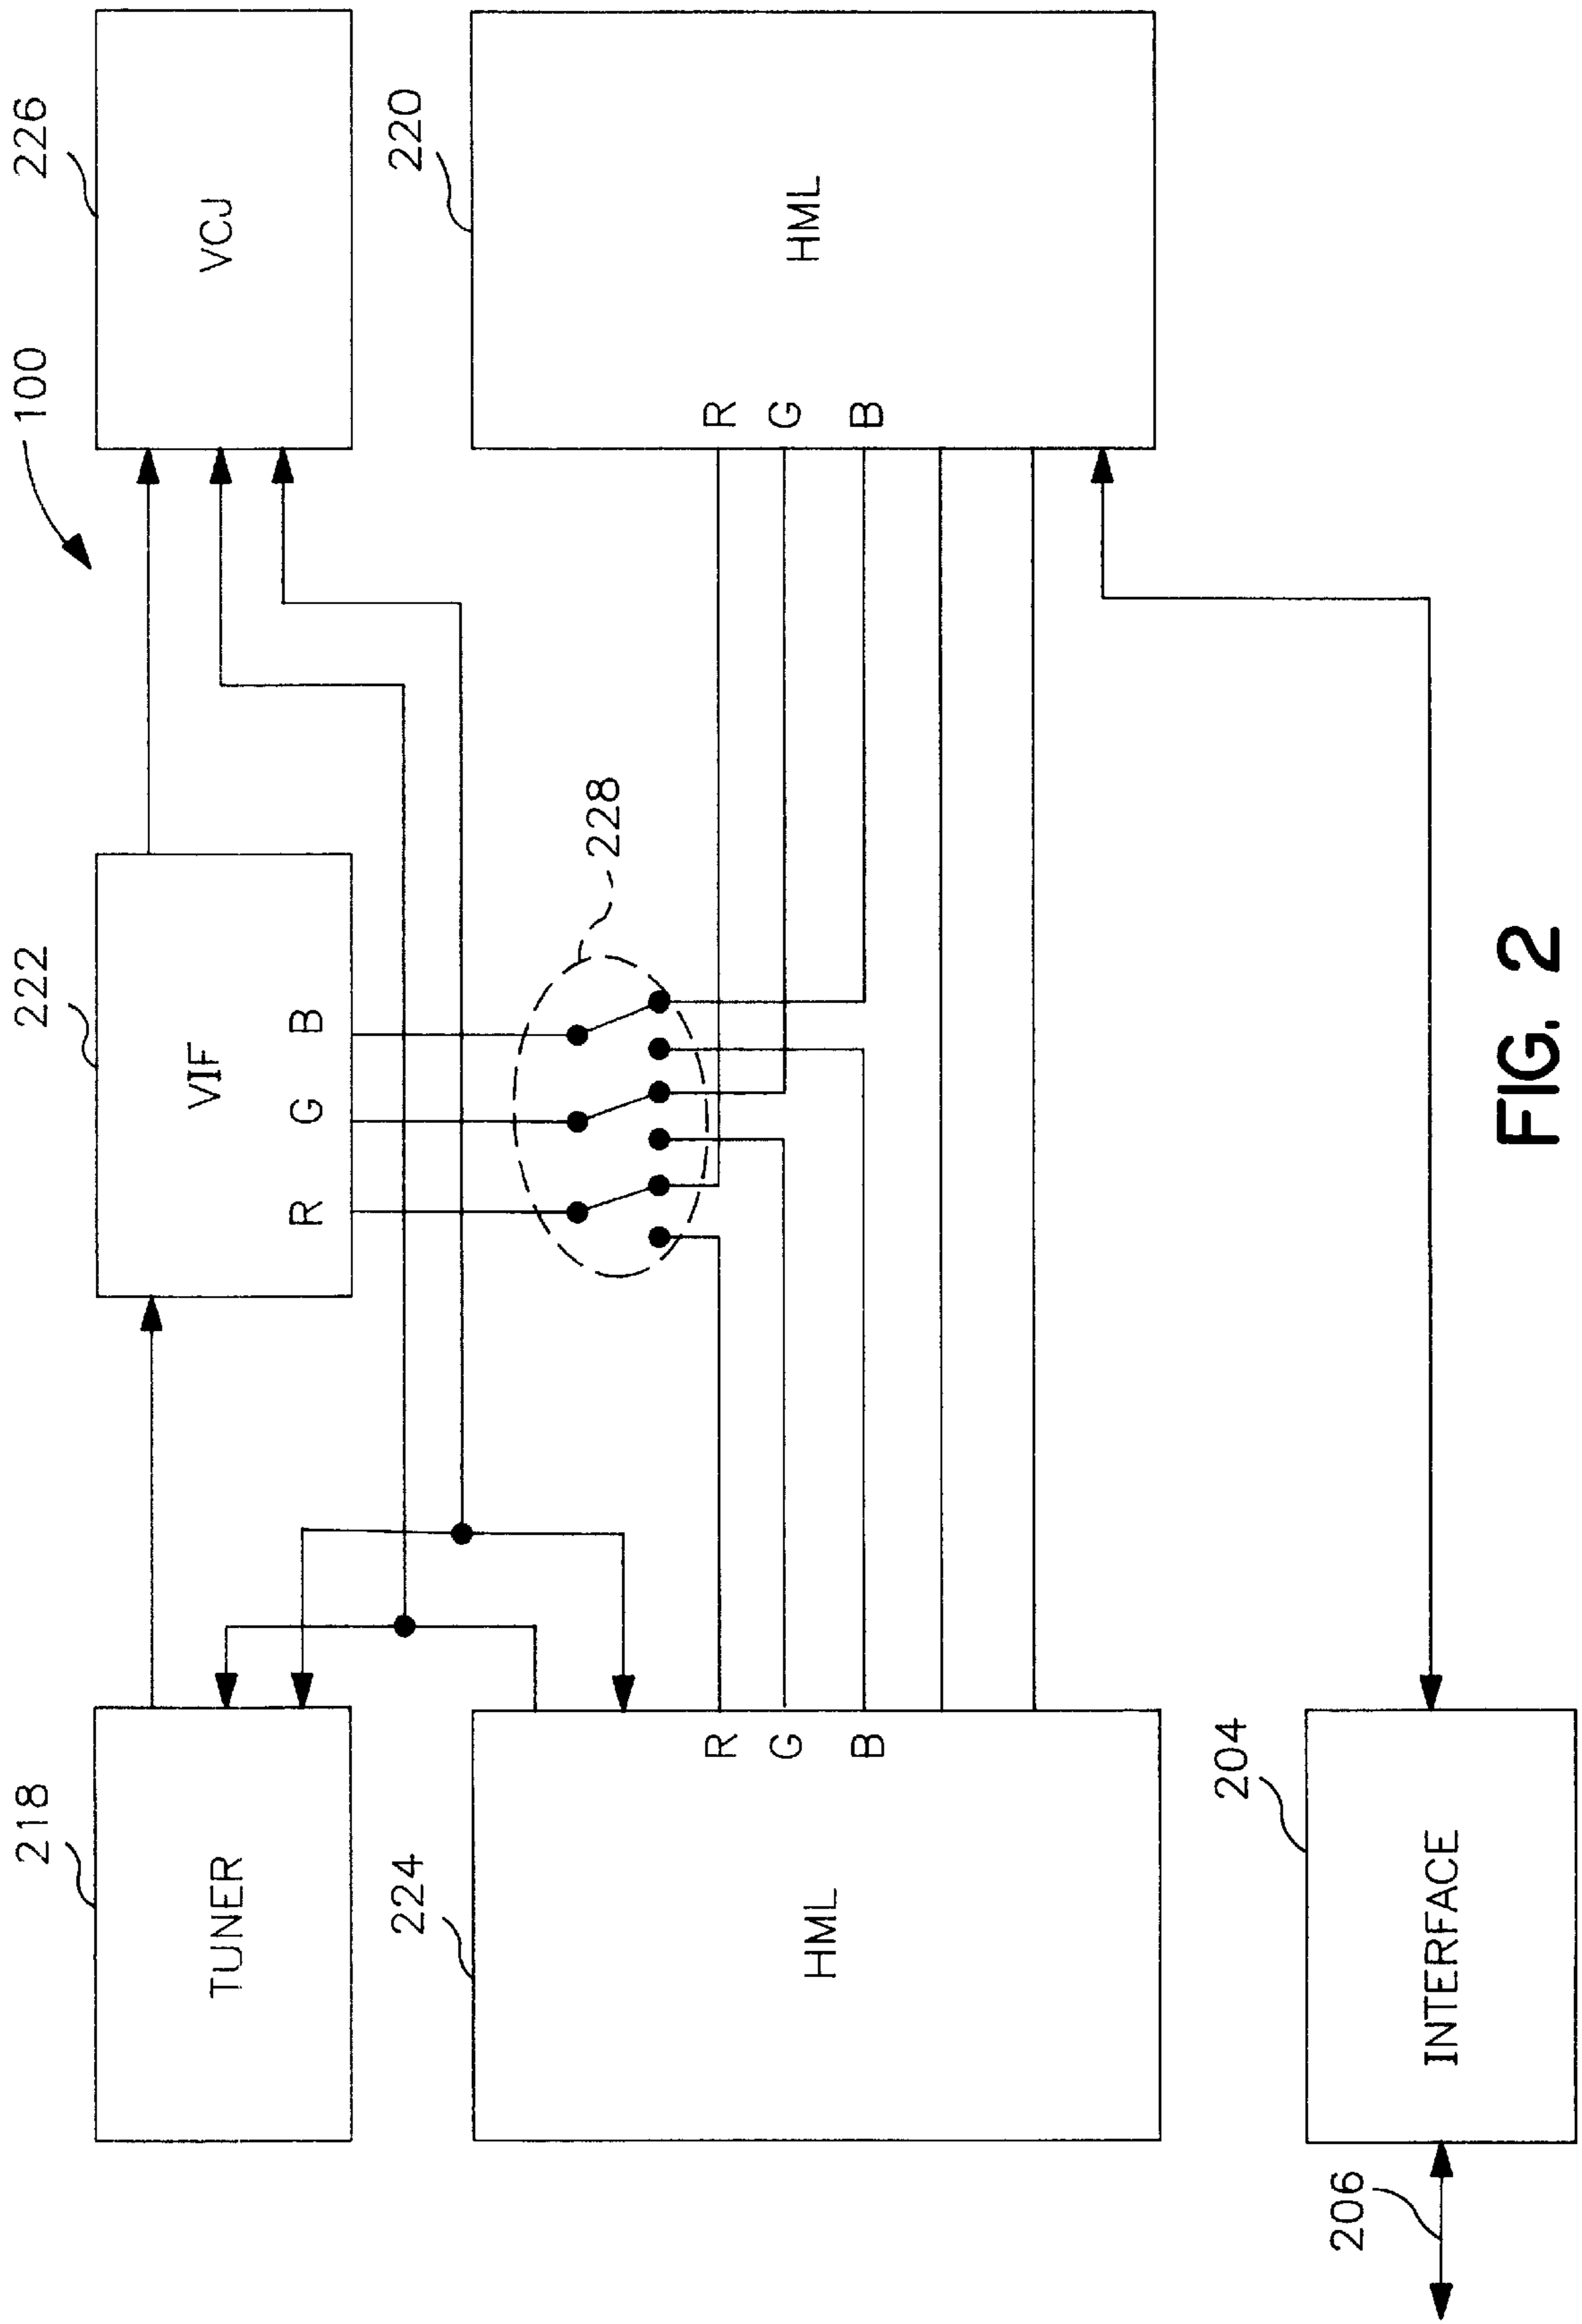 218
TUNER
222
VIF
R
G
B
100
226
VCJ
228
224
HML
R
G
B
220
HML
R
G
B
204
INTERFACE
206
FIG. 2